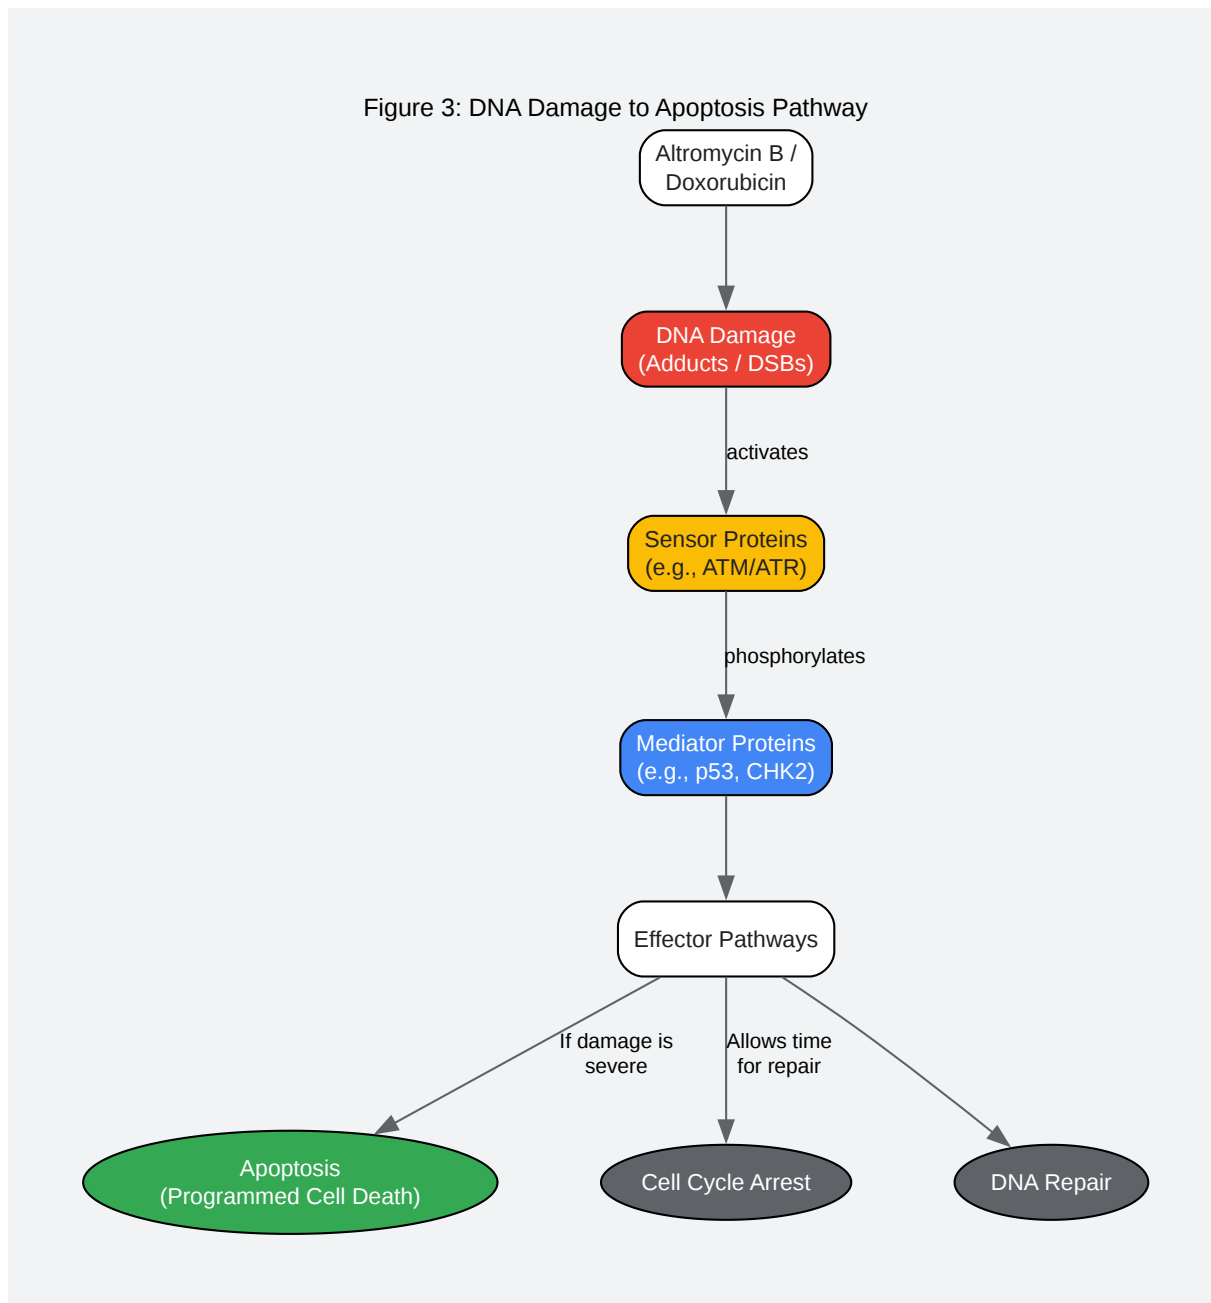 Figure 3: DNA Damage to Apoptosis Pathway
Altromycin B /
Doxorubicin
DNA Damage
(Adducts / DSBs)
activates
Sensor Proteins
(e.g., ATM/ATR)
phosphorylates
Mediator Proteins
(e.g., p53, CHK2)
Effector Pathways
If damage is
severe
Allows time
for repair
Apoptosis
(Programmed Cell Death)
Cell Cycle Arrest
DNA Repair